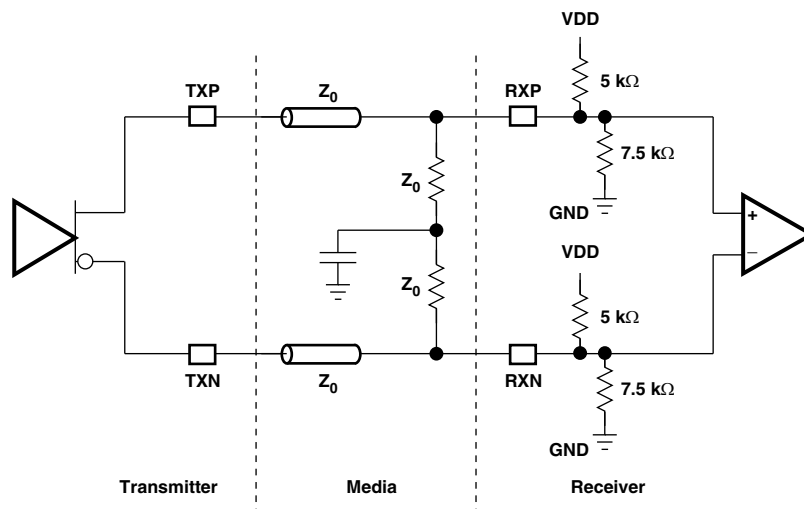 VDD
TXP
Z0
RXP
5 kΩ
7.5 kΩ
Z0
GND
+
VDD
−
Z0
5 kΩ
TXN
Z0
RXN
7.5 kΩ
GND
Transmitter
Media
Receiver